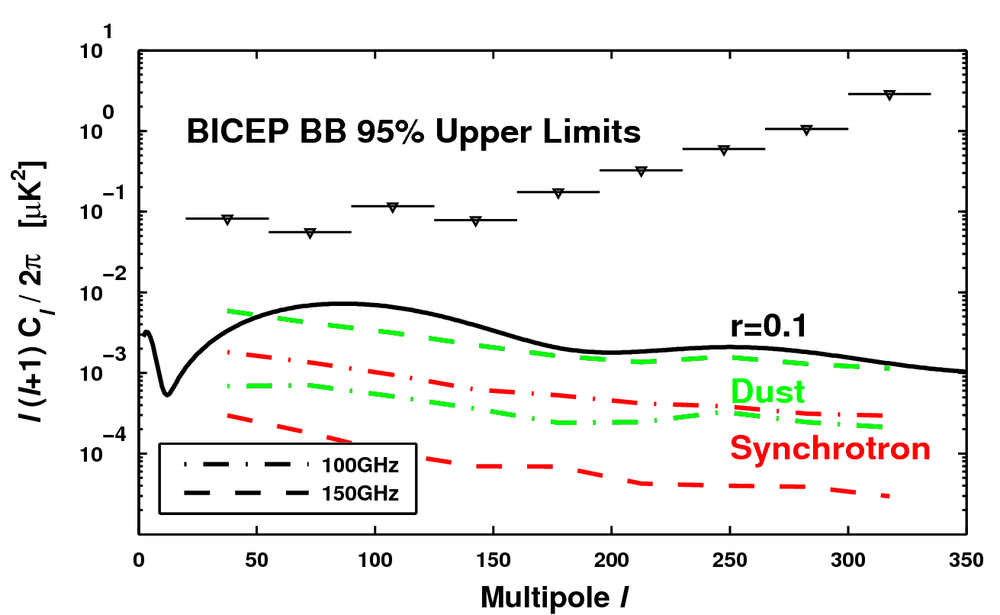 10^1
10^0
10^−1
10^−2
10^−3
10^−4
l (l+1) C_l / 2π [μK^2]
BICEP BB 95% Upper Limits
r=0.1
Dust
Synchrotron
100GHz
150GHz
0 50 100 150 200 250 300 350
Multipole l